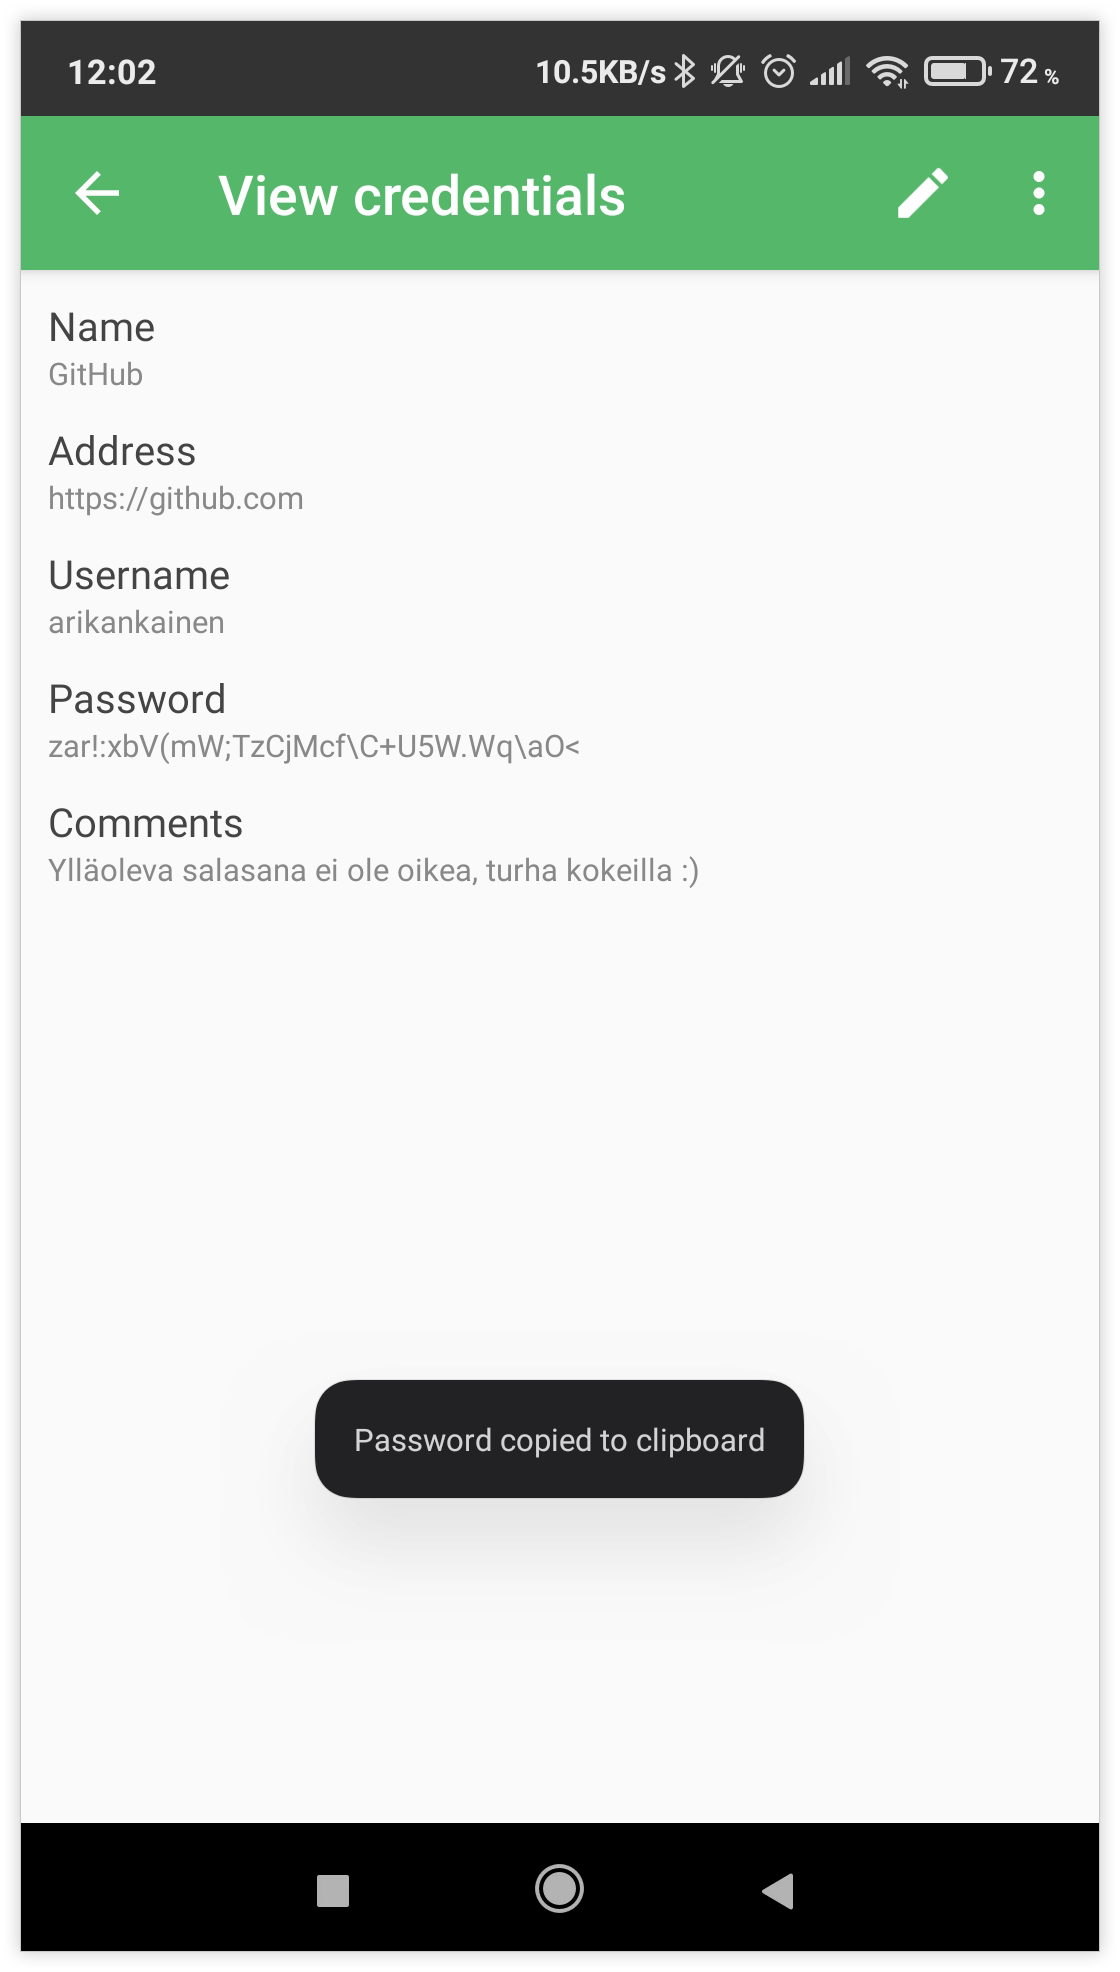 12:02 10.5KB/s 72 %
View credentials
Name
GitHub
Address
https://github.com
Username
arikankainen
Password
zar!:xbV(mW;TzCjMcf\C+U5W.Wq\aO<
Comments
Ylläoleva salasana ei ole oikea, turha kokeilla :)
Password copied to clipboard